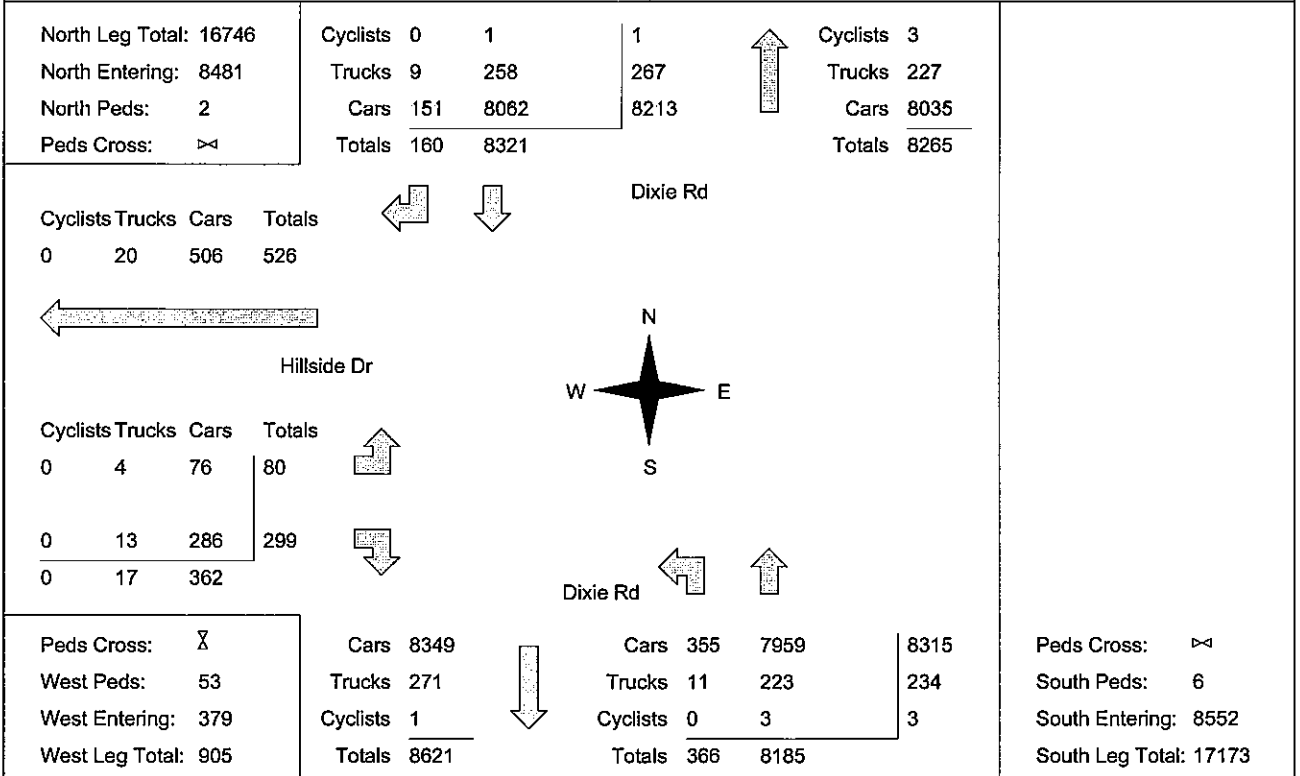 North Leg Total: 16746
North Entering: 8481
North Peds: 2
Peds Cross: ⋈
Cyclists 0 1 1
Trucks 9 258 267
Cars 151 8062 8213
Totals 160 8321
Cyclists 3
Trucks 227
Cars 8035
Totals 8265
Dixie Rd
Cyclists Trucks Cars Totals
0 20 506 526
Hillside Dr
N
W E
S
Cyclists Trucks Cars Totals
0 4 76 80
0 13 286 299
0 17 362
Dixie Rd
Peds Cross: ⧖
West Peds: 53
West Entering: 379
West Leg Total: 905
Cars 8349
Trucks 271
Cyclists 1
Totals 8621
Cars 355 7959 8315
Trucks 11 223 234
Cyclists 0 3 3
Totals 366 8185
Peds Cross: ⋈
South Peds: 6
South Entering: 8552
South Leg Total: 17173